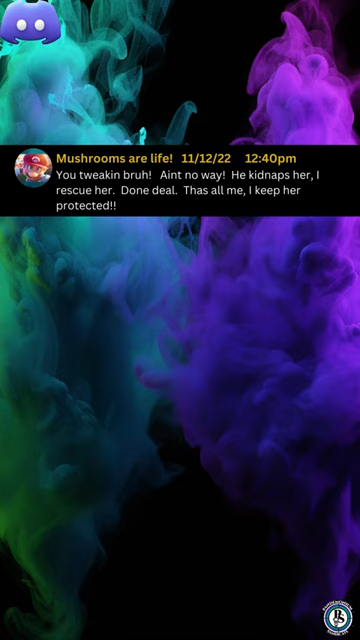 Mushrooms are life! 11/12/22 12:40pm
You tweakin bruh! Aint no way! He kidnaps her, I
rescue her. Done deal. Thas all me, I keep her
protected!!